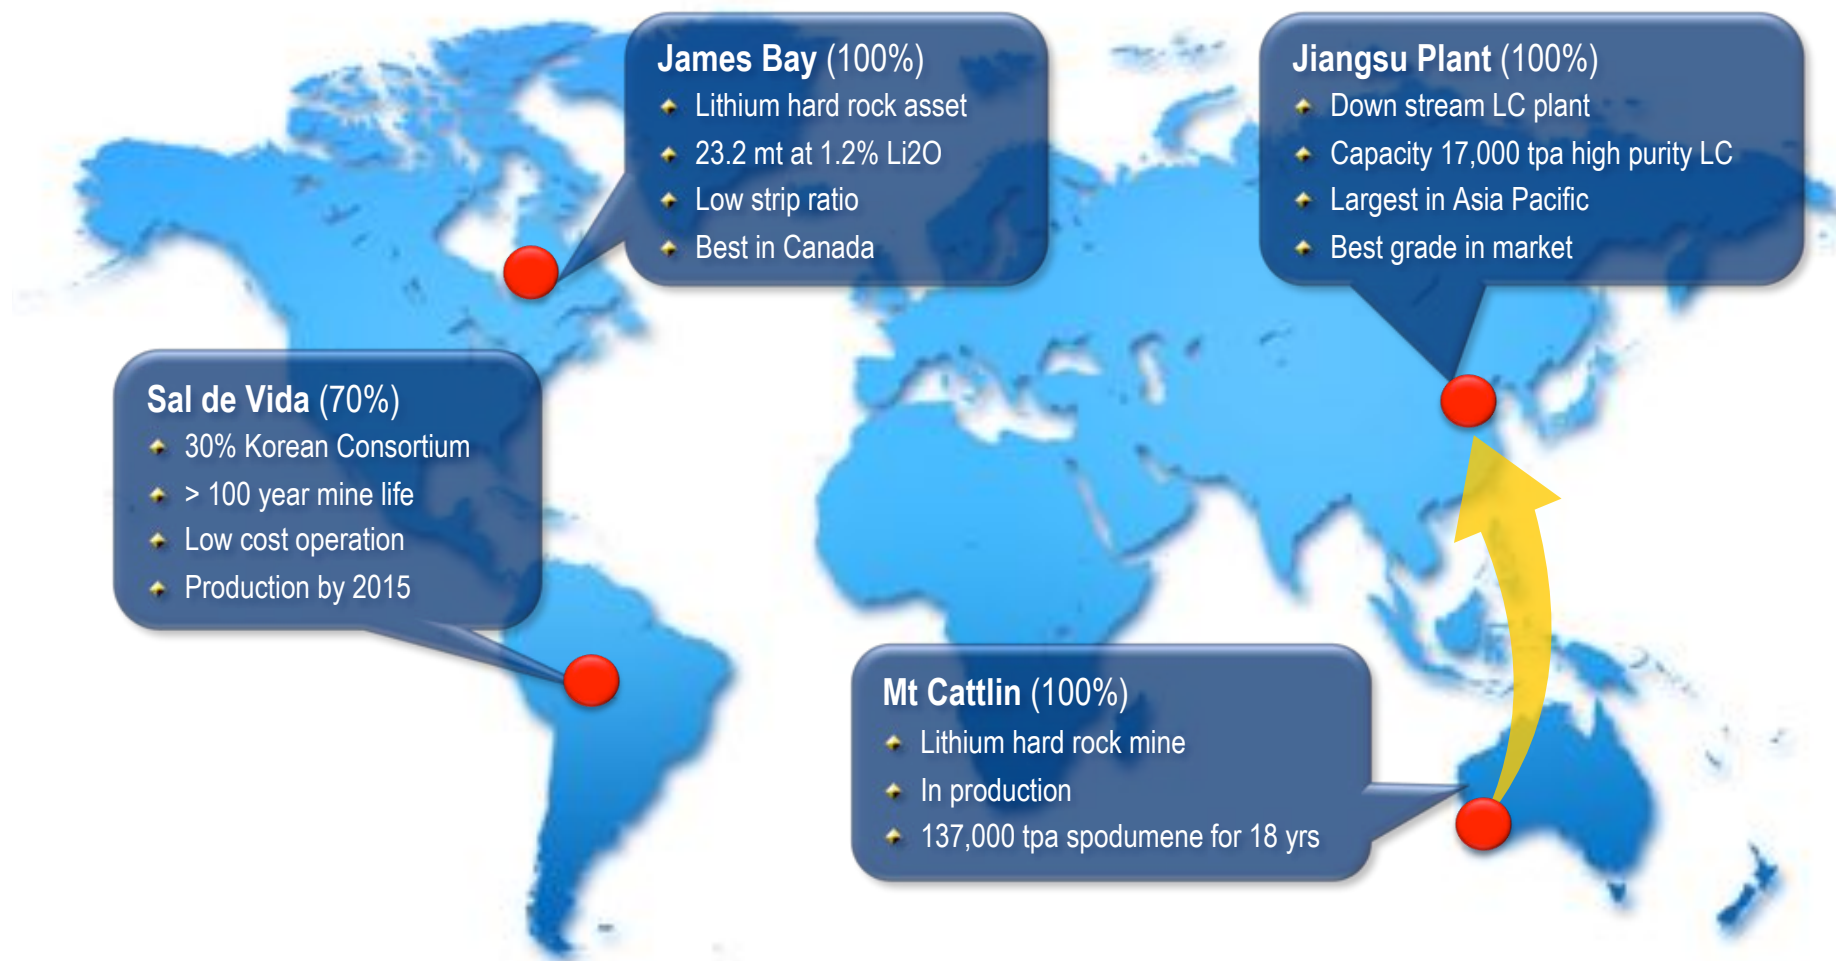 James Bay (100%)
Lithium hard rock asset
23.2 mt at 1.2% Li2O
Low strip ratio
Best in Canada
Jiangsu Plant (100%)
Down stream LC plant
Capacity 17,000 tpa high purity LC
Largest in Asia Pacific
Best grade in market
Sal de Vida (70%)
30% Korean Consortium
> 100 year mine life
Low cost operation
Production by 2015
Mt Cattlin (100%)
Lithium hard rock mine
In production
137,000 tpa spodumene for 18 yrs